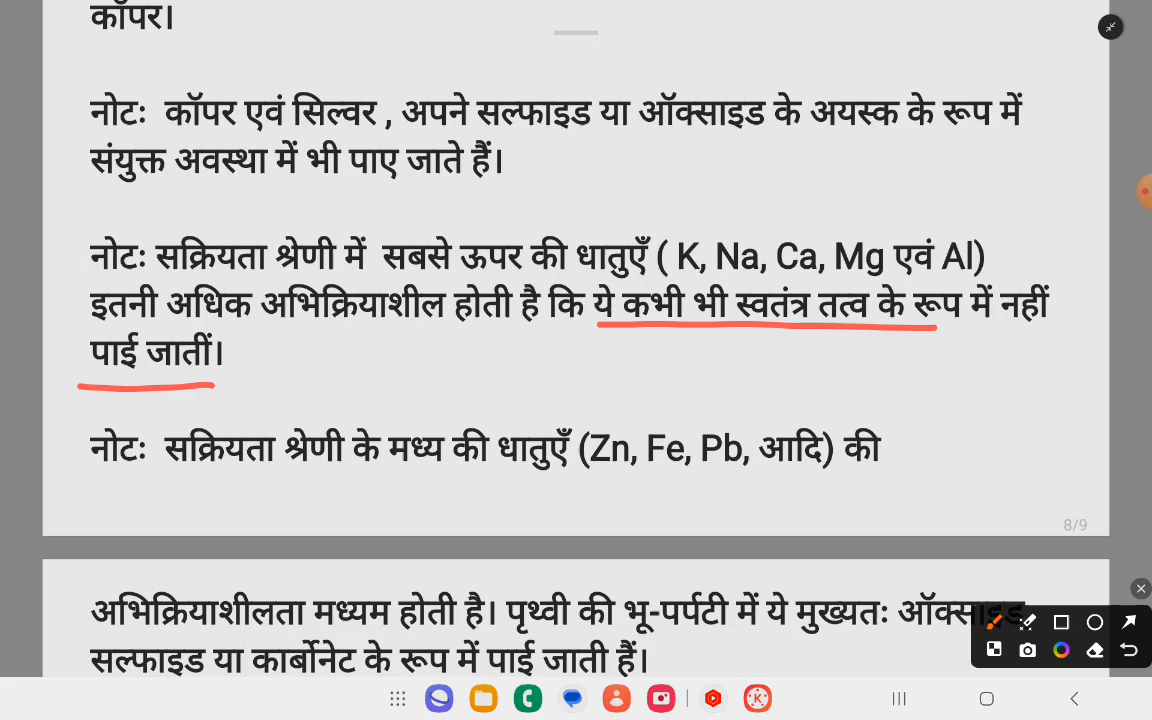 कॉपर।
नोटः कॉपर एवं सिल्वर , अपने सल्फाइड या ऑक्साइड के अयस्क के रूप में
संयुक्त अवस्था में भी पाए जाते हैं।
नोटः सक्रियता श्रेणी में सबसे ऊपर की धातुएँ ( K, Na, Ca, Mg एवं Al)
इतनी अधिक अभिक्रियाशील होती है कि ये कभी भी स्वतंत्र तत्व के रूप में नहीं
पाई जातीं।
नोटः सक्रियता श्रेणी के मध्य की धातुएँ (Zn, Fe, Pb, आदि) की
8/9
अभिक्रियाशीलता मध्यम होती है। पृथ्वी की भू-पर्पटी में ये मुख्यतः ऑक्साइड
सल्फाइड या कार्बोनेट के रूप में पाई जाती हैं।